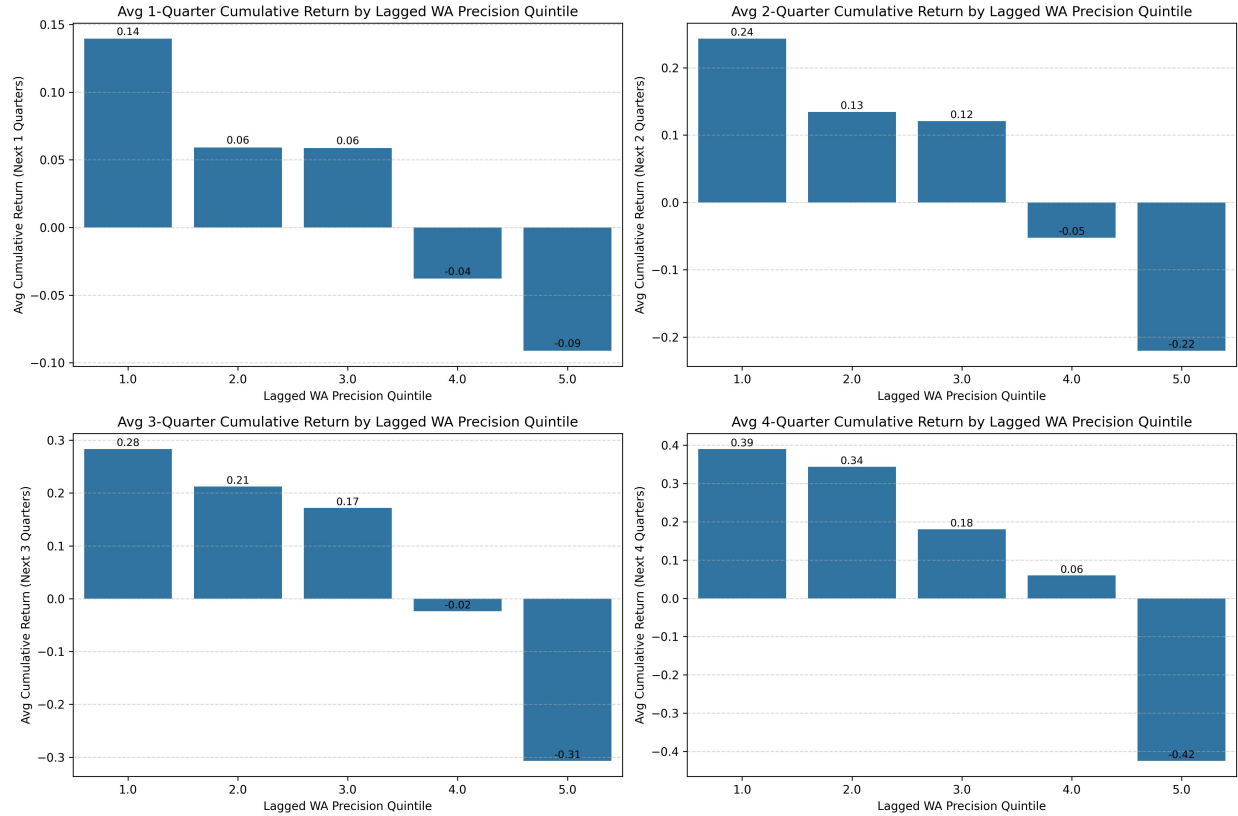 Avg 1-Quarter Cumulative Return by Lagged WA Precision Quintile
Avg Cumulative Return (Next 1 Quarters)
0.15
0.10
0.05
0.00
−0.05
−0.10
0.14
0.06
0.06
-0.04
-0.09
1.0 2.0 3.0 4.0 5.0
Lagged WA Precision Quintile
Avg 2-Quarter Cumulative Return by Lagged WA Precision Quintile
Avg Cumulative Return (Next 2 Quarters)
0.2
0.1
0.0
−0.1
−0.2
0.24
0.13
0.12
-0.05
-0.22
1.0 2.0 3.0 4.0 5.0
Lagged WA Precision Quintile
Avg 3-Quarter Cumulative Return by Lagged WA Precision Quintile
Avg Cumulative Return (Next 3 Quarters)
0.3
0.2
0.1
0.0
−0.1
−0.2
−0.3
0.28
0.21
0.17
-0.02
-0.31
1.0 2.0 3.0 4.0 5.0
Lagged WA Precision Quintile
Avg 4-Quarter Cumulative Return by Lagged WA Precision Quintile
Avg Cumulative Return (Next 4 Quarters)
0.4
0.3
0.2
0.1
0.0
−0.1
−0.2
−0.3
−0.4
0.39
0.34
0.18
0.06
-0.42
1.0 2.0 3.0 4.0 5.0
Lagged WA Precision Quintile